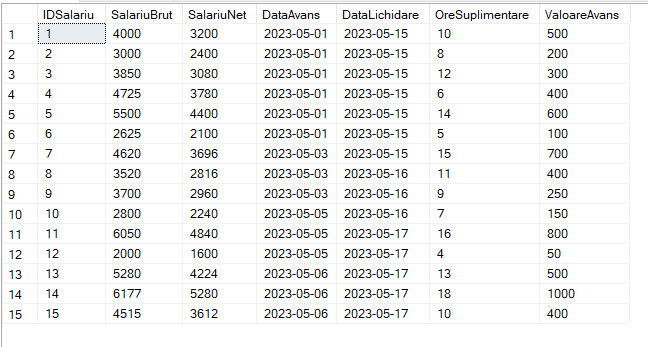 IDSalariu SalariuBrut SalariuNet DataAvans DataLichidare OreSuplimentare ValoareAvans
1 1 4000 3200 2023-05-01 2023-05-15 10 500
2 2 3000 2400 2023-05-01 2023-05-15 8 200
3 3 3850 3080 2023-05-01 2023-05-15 12 300
4 4 4725 3780 2023-05-01 2023-05-15 6 400
5 5 5500 4400 2023-05-01 2023-05-15 14 600
6 6 2625 2100 2023-05-01 2023-05-15 5 100
7 7 4620 3696 2023-05-03 2023-05-15 15 700
8 8 3520 2816 2023-05-03 2023-05-16 11 400
9 9 3700 2960 2023-05-03 2023-05-16 9 250
10 10 2800 2240 2023-05-05 2023-05-16 7 150
11 11 6050 4840 2023-05-05 2023-05-17 16 800
12 12 2000 1600 2023-05-05 2023-05-17 4 50
13 13 5280 4224 2023-05-06 2023-05-17 13 500
14 14 6177 5280 2023-05-06 2023-05-17 18 1000
15 15 4515 3612 2023-05-06 2023-05-17 10 400